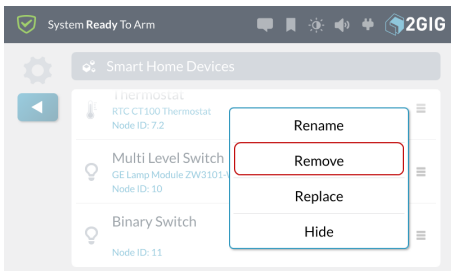 System Ready To Arm
2GIG
Smart Home Devices
Thermostat
RTC CT100 Thermostat
Node ID: 7.2
Multi Level Switch
GE Lamp Module ZW3101-
Node ID: 10
Binary Switch
Node ID: 11
Rename
Remove
Replace
Hide